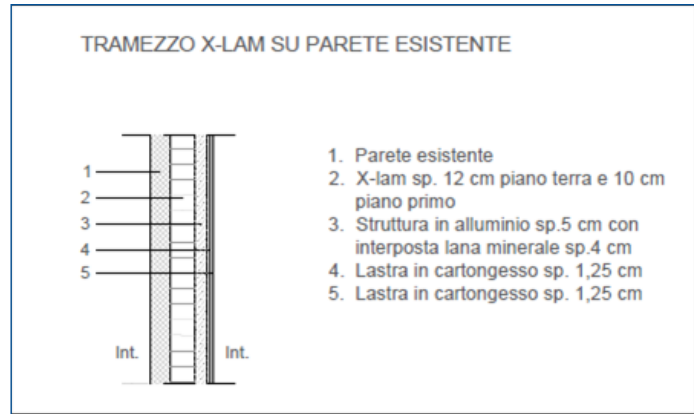 TRAMEZZO X-LAM SU PARETE ESISTENTE
1
2
3
4
5
Int.
Int.
1. Parete esistente
2. X-lam sp. 12 cm piano terra e 10 cm
piano primo
3. Struttura in alluminio sp.5 cm con
interposta lana minerale sp.4 cm
4. Lastra in cartongesso sp. 1,25 cm
5. Lastra in cartongesso sp. 1,25 cm